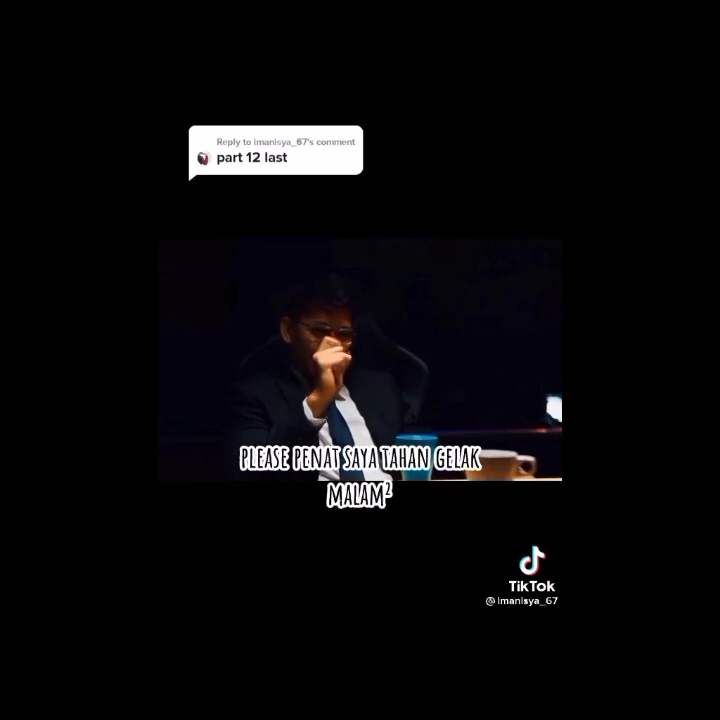 Reply to imanisya_67's comment
part 12 last
PLEASE PENAT SAYA TAHAN GELAK
MALAM²
TikTok
@imanisya_67